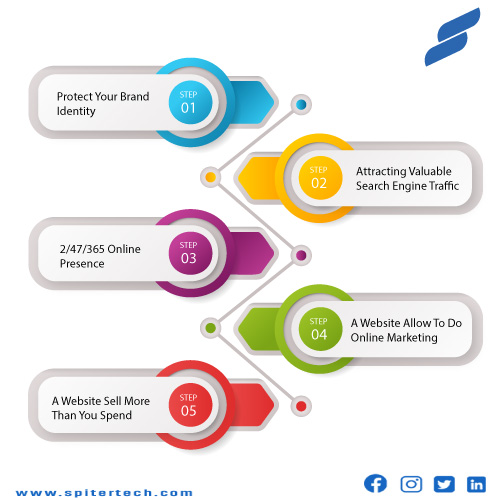 Protect Your Brand
Identity
STEP
01
STEP
02
Attracting Valuable
Search Engine Traffic
2/47/365 Online
Presence
STEP
03
STEP
04
A Website Allow To Do
Online Marketing
A Website Sell More
Than You Spend
STEP
05
www.spitertech.com